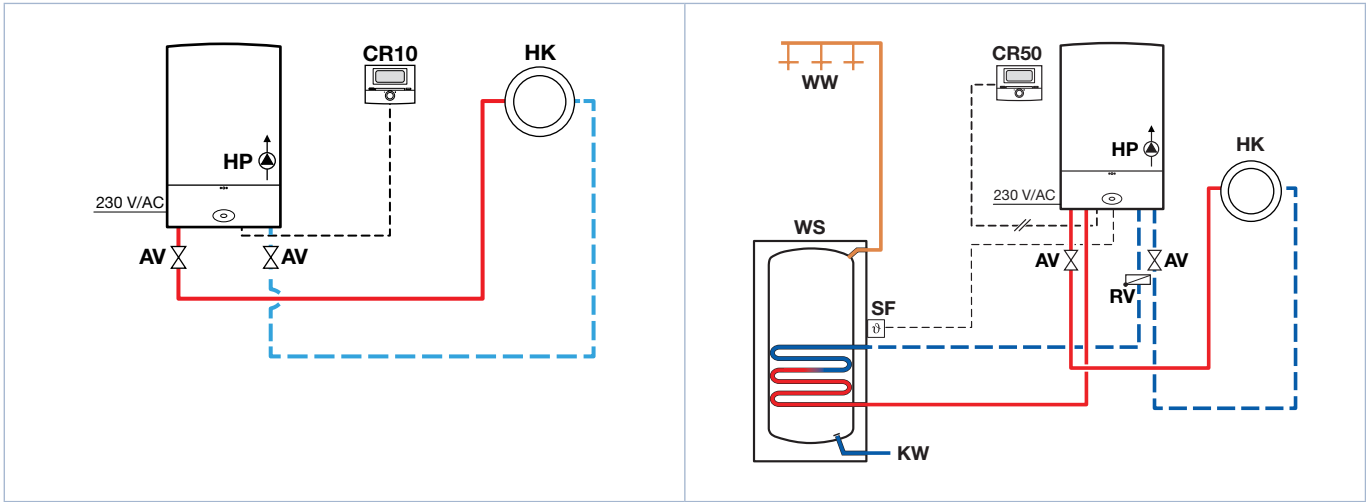 CR10
HK
HP
230 V/AC
AV
AV
WW
CR50
HP
HK
230 V/AC
WS
AV
AV
RV
SF
ϑ
KW